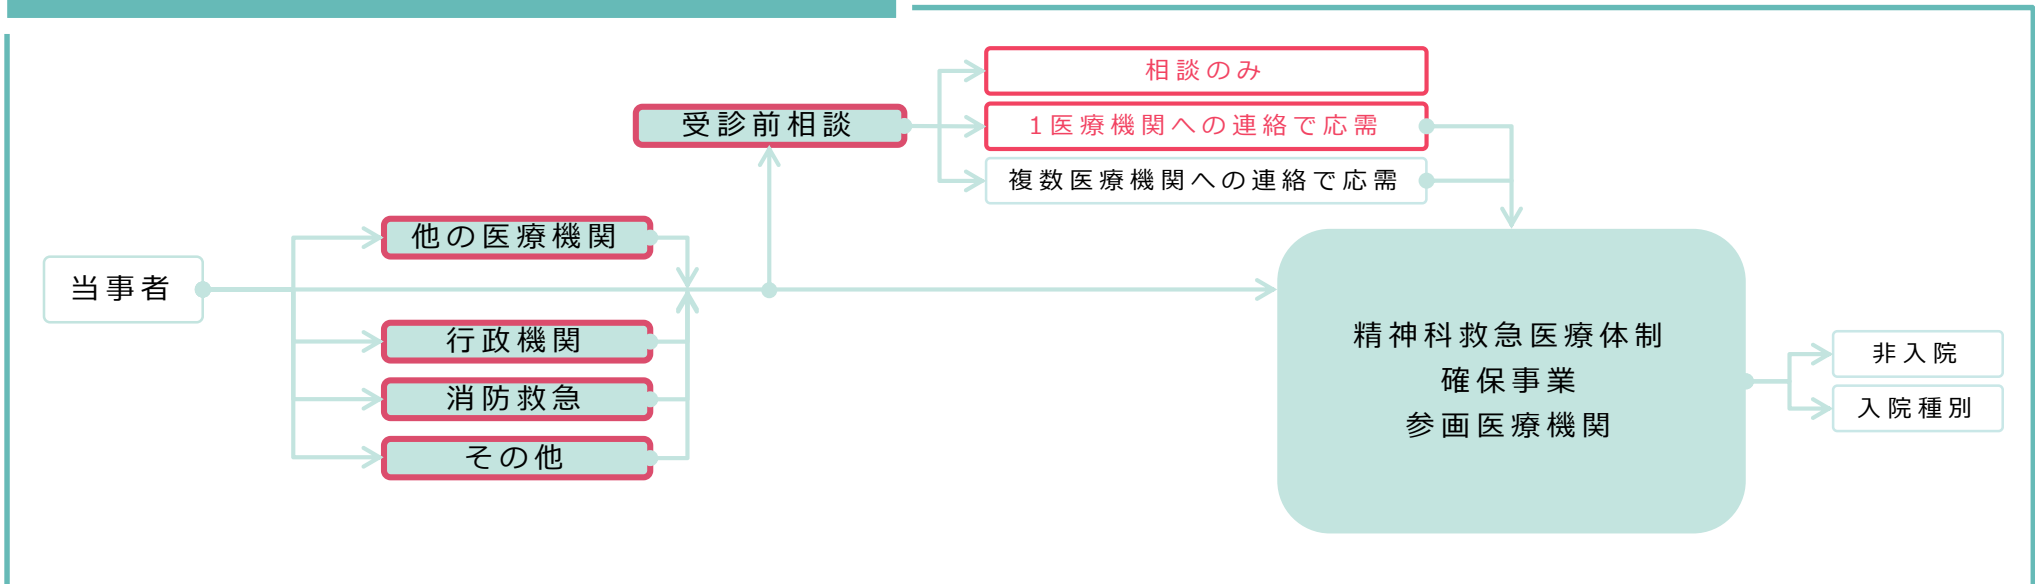 相談のみ
受診前相談
1医療機関への連絡で応需
複数医療機関への連絡で応需
他の医療機関
当事者
行政機関
消防救急
その他
精神科救急医療体制
確保事業
参画医療機関
非入院
入院種別